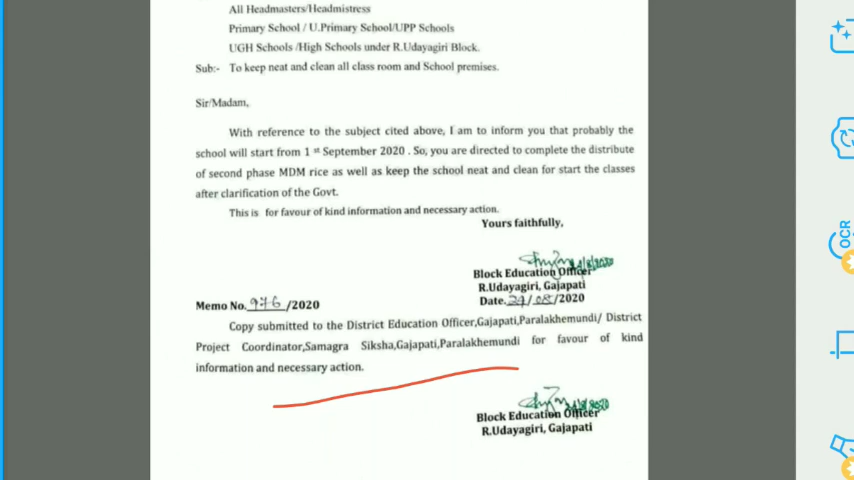 All Headmasters/Headmistress
Primary School / U.Primary School/UPP Schools
UGH Schools /High Schools under R.Udayagiri Block.
Sub:- To keep neat and clean all class room and School premises.
Sir/Madam,
With reference to the subject cited above, I am to inform you that probably the
school will start from 1 st September 2020 . So, you are directed to complete the distribute
of second phase MDM rice as well as keep the school neat and clean for start the classes
after clarification of the Govt.
This is for favour of kind information and necessary action.
Yours faithfully,
Block Education Officer
R.Udayagiri, Gajapati
Memo No. 976 /2020
Date. 24/08/2020
Copy submitted to the District Education Officer,Gajapati,Paralakhemundi/ District
Project Coordinator,Samagra Siksha,Gajapati,Paralakhemundi for favour of kind
information and necessary action.
Block Education Officer
R.Udayagiri, Gajapati
OCR